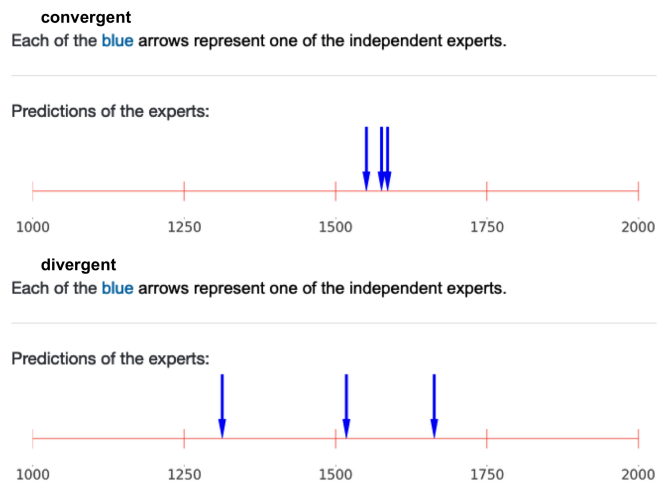 convergent
Each of the blue arrows represent one of the independent experts.
Predictions of the experts:
1000 1250 1500 1750 2000
divergent
Each of the blue arrows represent one of the independent experts.
Predictions of the experts:
1000 1250 1500 1750 2000